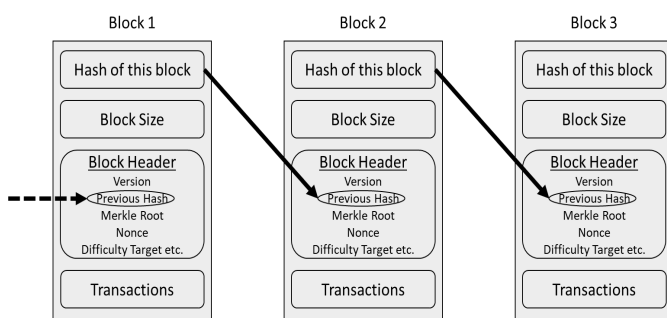 Block 1
Hash of this block
Block Size
Block Header
Version
Previous Hash
Merkle Root
Nonce
Difficulty Target etc.
Transactions
Block 2
Hash of this block
Block Size
Block Header
Version
Previous Hash
Merkle Root
Nonce
Difficulty Target etc.
Transactions
Block 3
Hash of this block
Block Size
Block Header
Version
Previous Hash
Merkle Root
Nonce
Difficulty Target etc.
Transactions